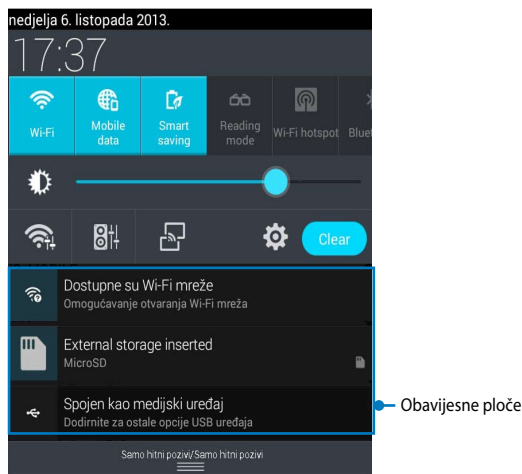 nedjelja 6. listopada 2013.
17:37
Wi-Fi
Mobile data
Smart saving
Reading mode
Wi-Fi hotspot
Bluet
Clear
Dostupne su Wi-Fi mreže
Omogućavanje otvaranja Wi-Fi mreža
External storage inserted
MicroSD
Spojen kao medijski uređaj
Dodirnite za ostale opcije USB uređaja
Obavijesne ploče
Samo hitni pozivi/Samo hitni pozivi